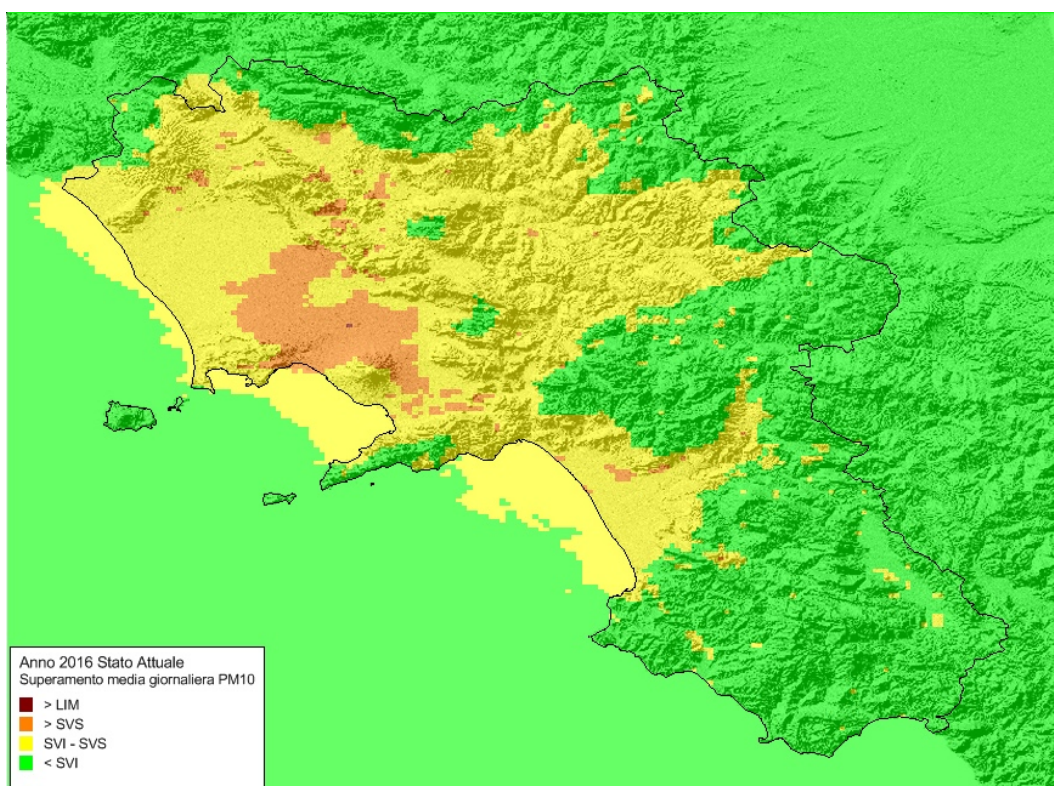 Anno 2016 Stato Attuale
Superamento media giornaliera PM10
> LIM
> SVS
SVI - SVS
< SVI